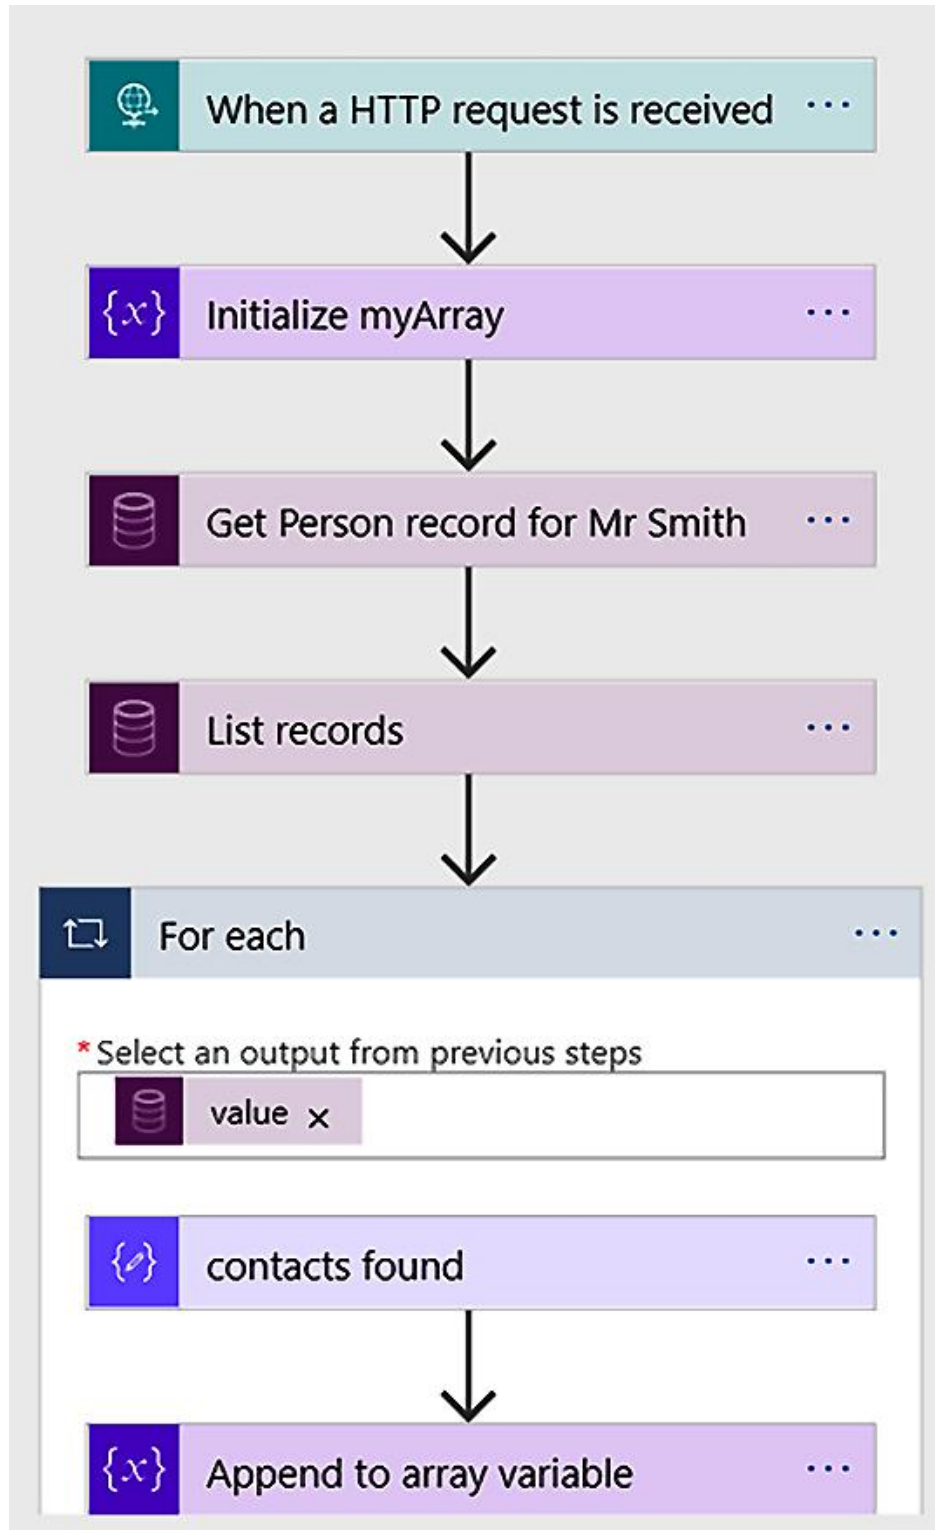 When a HTTP request is received ...
{x} Initialize myArray ...
Get Person record for Mr Smith ...
List records ...
For each ...
* Select an output from previous steps
value ×
contacts found ...
{x} Append to array variable ...